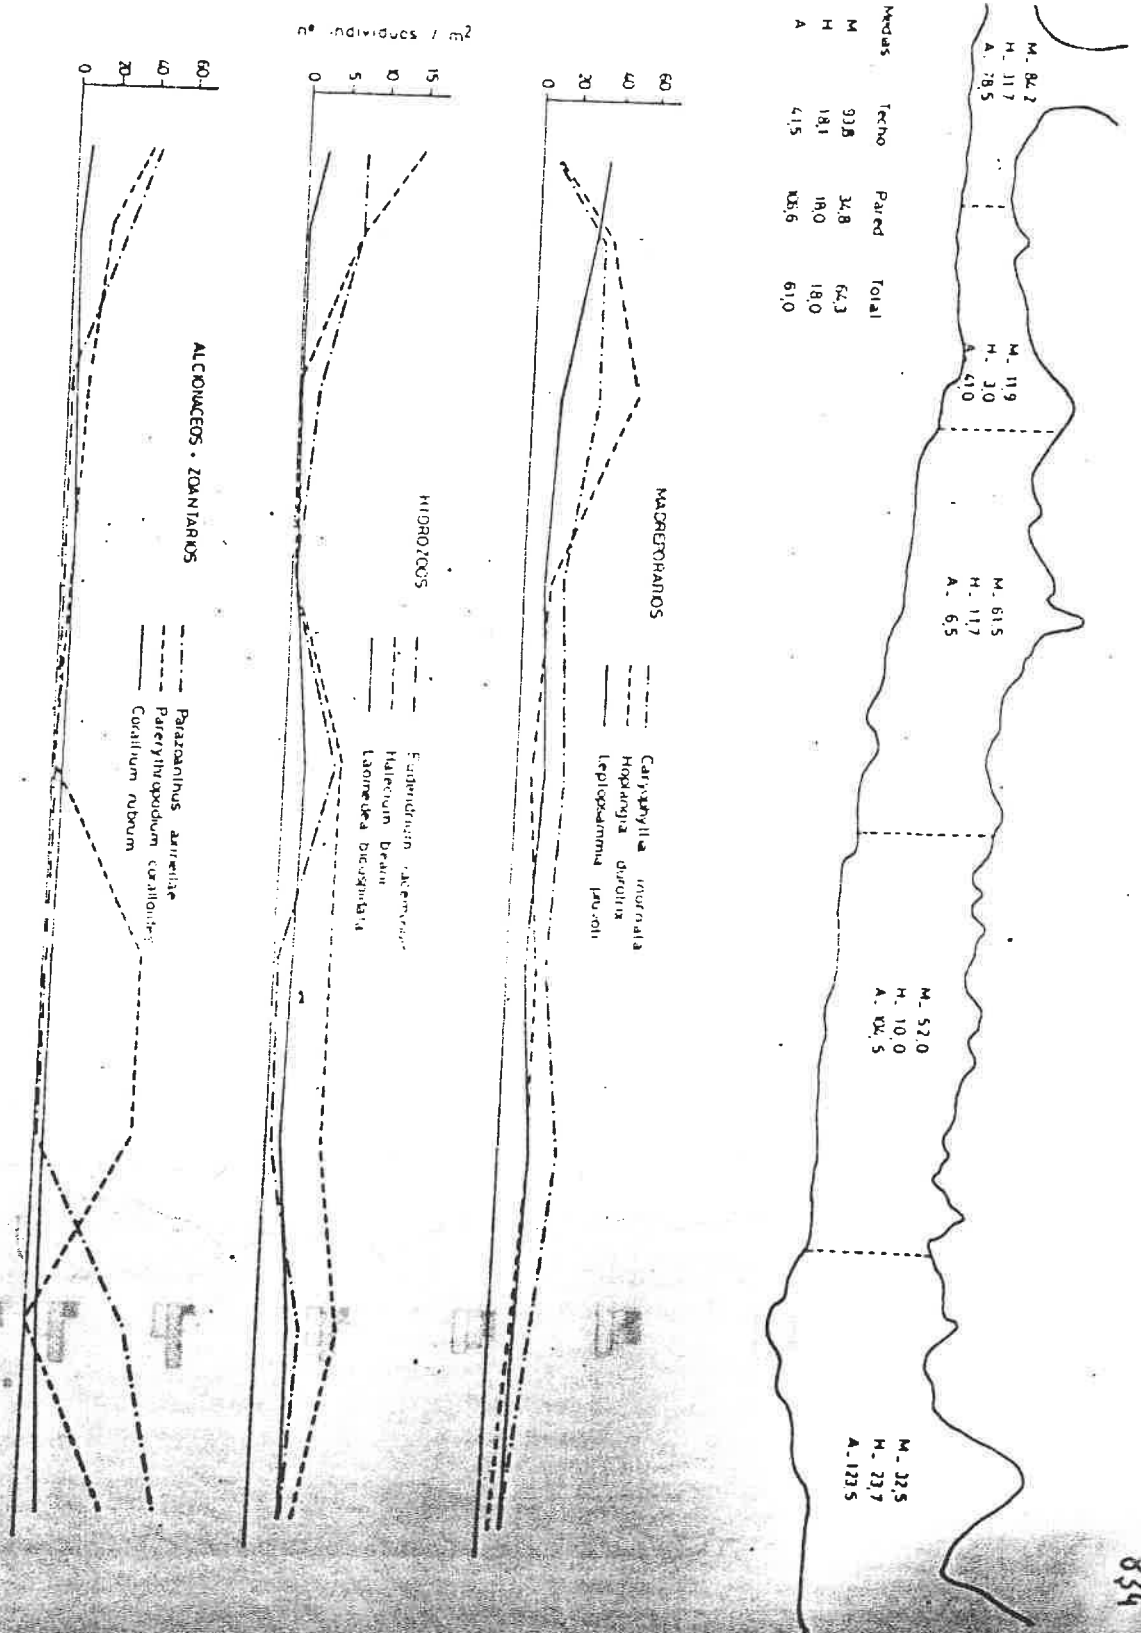 834
M. 84,2
H. 31,7
A. 78,5
M. 11,9
H. 3,0
A. 41,0
M. 61,5
H. 11,7
A. 6,5
M. 52,0
H. 10,0
A. 104,5
M. 32,5
H. 23,7
A. 123,5
Medias Techo Pared Total
M 93,8 34,8 64,3
H 18,1 18,0 18,0
A 41,5 106,6 61,0
MADREPORARIOS
Caryophyllia inornata
Hoplangia durotrix
Leptopsammia pruvoti
0 20 40 60
HIDROZOOS
Eudendrium racemosum
Halecium beani
Laomedea bicuspidata
0 5 10 15
nº individuos / m²
ALCIONACEOS + ZOANTARIOS
Parazoanthus axinellae
Parerythropodium coralloides
Corallium rubrum
0 20 40 60